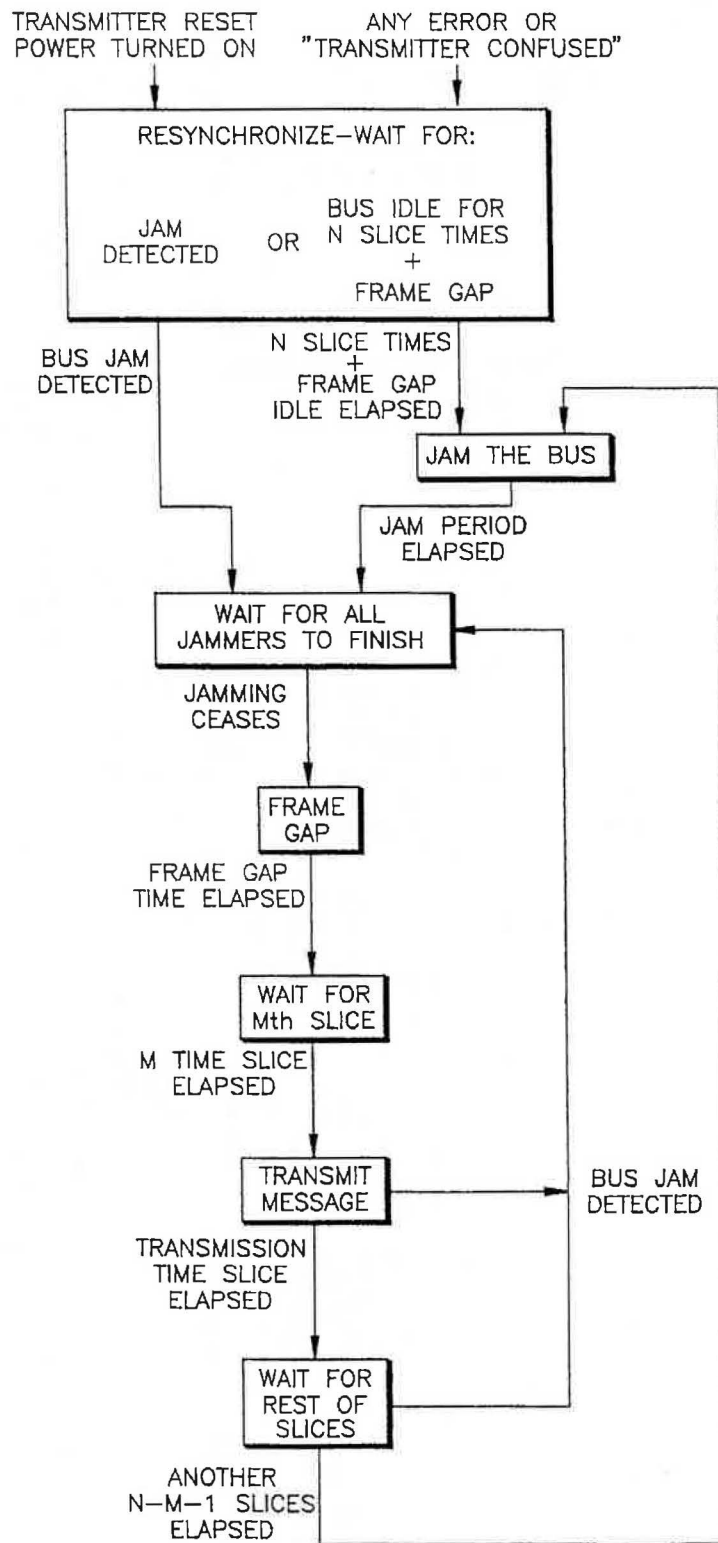 TRANSMITTER RESET
POWER TURNED ON
ANY ERROR OR
"TRANSMITTER CONFUSED"
RESYNCHRONIZE-WAIT FOR:
JAM
DETECTED
OR
BUS IDLE FOR
N SLICE TIMES
+
FRAME GAP
BUS JAM
DETECTED
N SLICE TIMES
+
FRAME GAP
IDLE ELAPSED
JAM THE BUS
JAM PERIOD
ELAPSED
WAIT FOR ALL
JAMMERS TO FINISH
JAMMING
CEASES
FRAME
GAP
FRAME GAP
TIME ELAPSED
WAIT FOR
Mth SLICE
M TIME SLICE
ELAPSED
TRANSMIT
MESSAGE
BUS JAM
DETECTED
TRANSMISSION
TIME SLICE
ELAPSED
WAIT FOR
REST OF
SLICES
ANOTHER
N-M-1 SLICES
ELAPSED